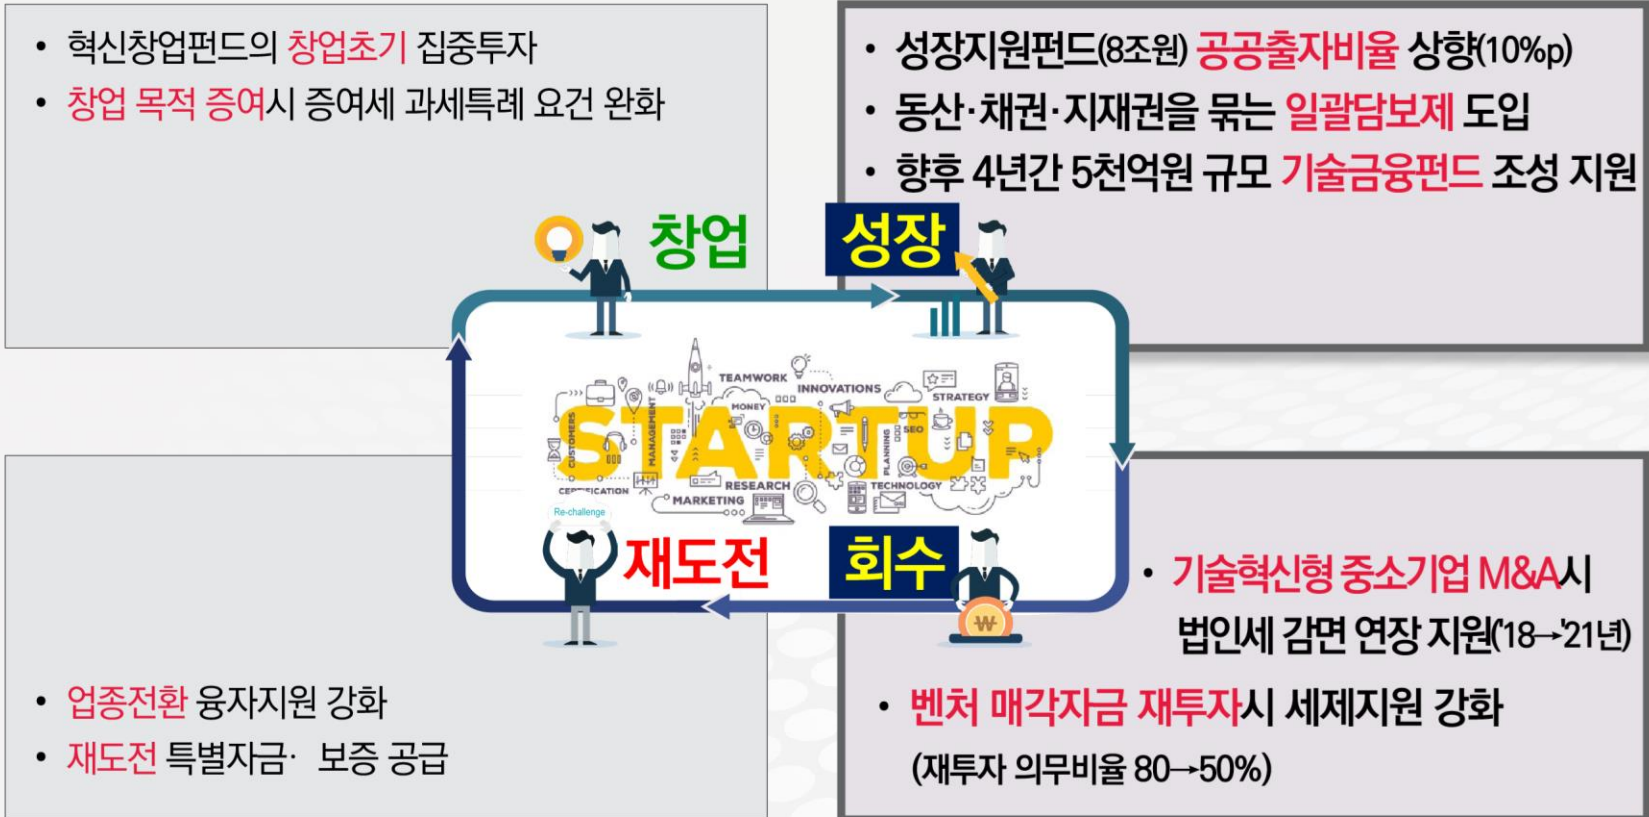 • 혁신창업펀드의 창업초기 집중투자
• 창업 목적 증여시 증여세 과세특례 요건 완화
• 성장지원펀드(8조원) 공공출자비율 상향(10%p)
• 동산·채권·지재권을 묶는 일괄담보제 도입
• 향후 4년간 5천억원 규모 기술금융펀드 조성 지원
창업
성장
TEAMWORK
INNOVATIONS
STRATEGY
MONEY
SEO
CUSTOMERS
MANAGEMENT
PLANNING
STARTUP
CERTIFICATION
RESEARCH
TECHNOLOGY
MARKETING
Re-challenge
재도전
회수
₩
• 업종전환 융자지원 강화
• 재도전 특별자금· 보증 공급
• 기술혁신형 중소기업 M&A시
법인세 감면 연장 지원('18→'21년)
• 벤처 매각자금 재투자시 세제지원 강화
(재투자 의무비율 80→50%)